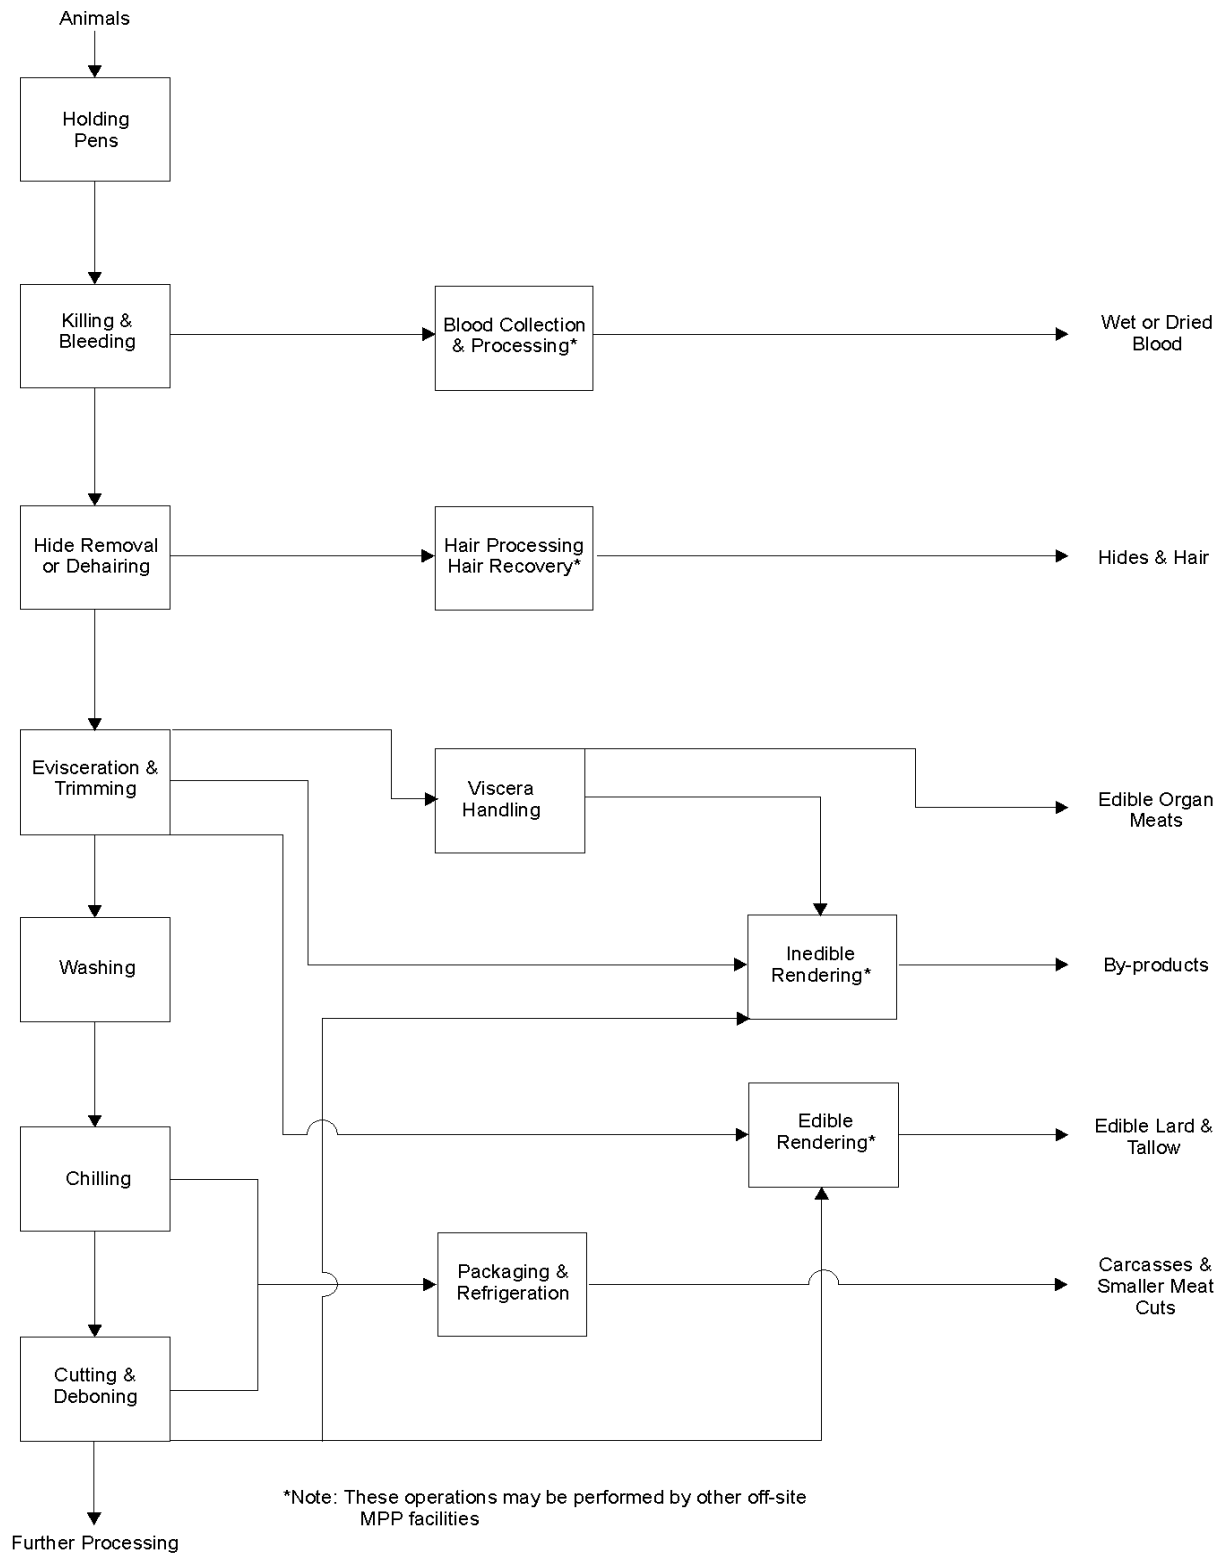 Animals
Holding
Pens
Killing &
Bleeding
Blood Collection
& Processing*
Wet or Dried
Blood
Hide Removal
or Dehairing
Hair Processing
Hair Recovery*
Hides & Hair
Evisceration &
Trimming
Viscera
Handling
Edible Organ
Meats
Washing
Inedible
Rendering*
By-products
Chilling
Edible
Rendering*
Edible Lard &
Tallow
Packaging &
Refrigeration
Carcasses &
Smaller Meat
Cuts
Cutting &
Deboning
*Note: These operations may be performed by other off-site
MPP facilities
Further Processing